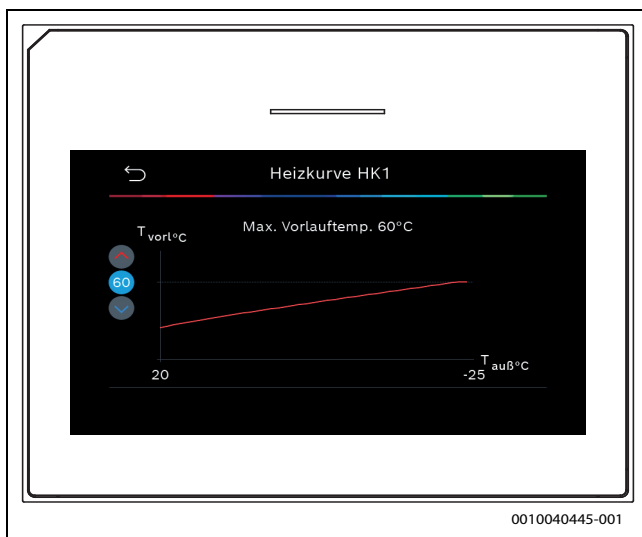 Heizkurve HK1
Max. Vorlauftemp. 60°C
T vorl°C
60
T auß°C
20
-25
0010040445-001